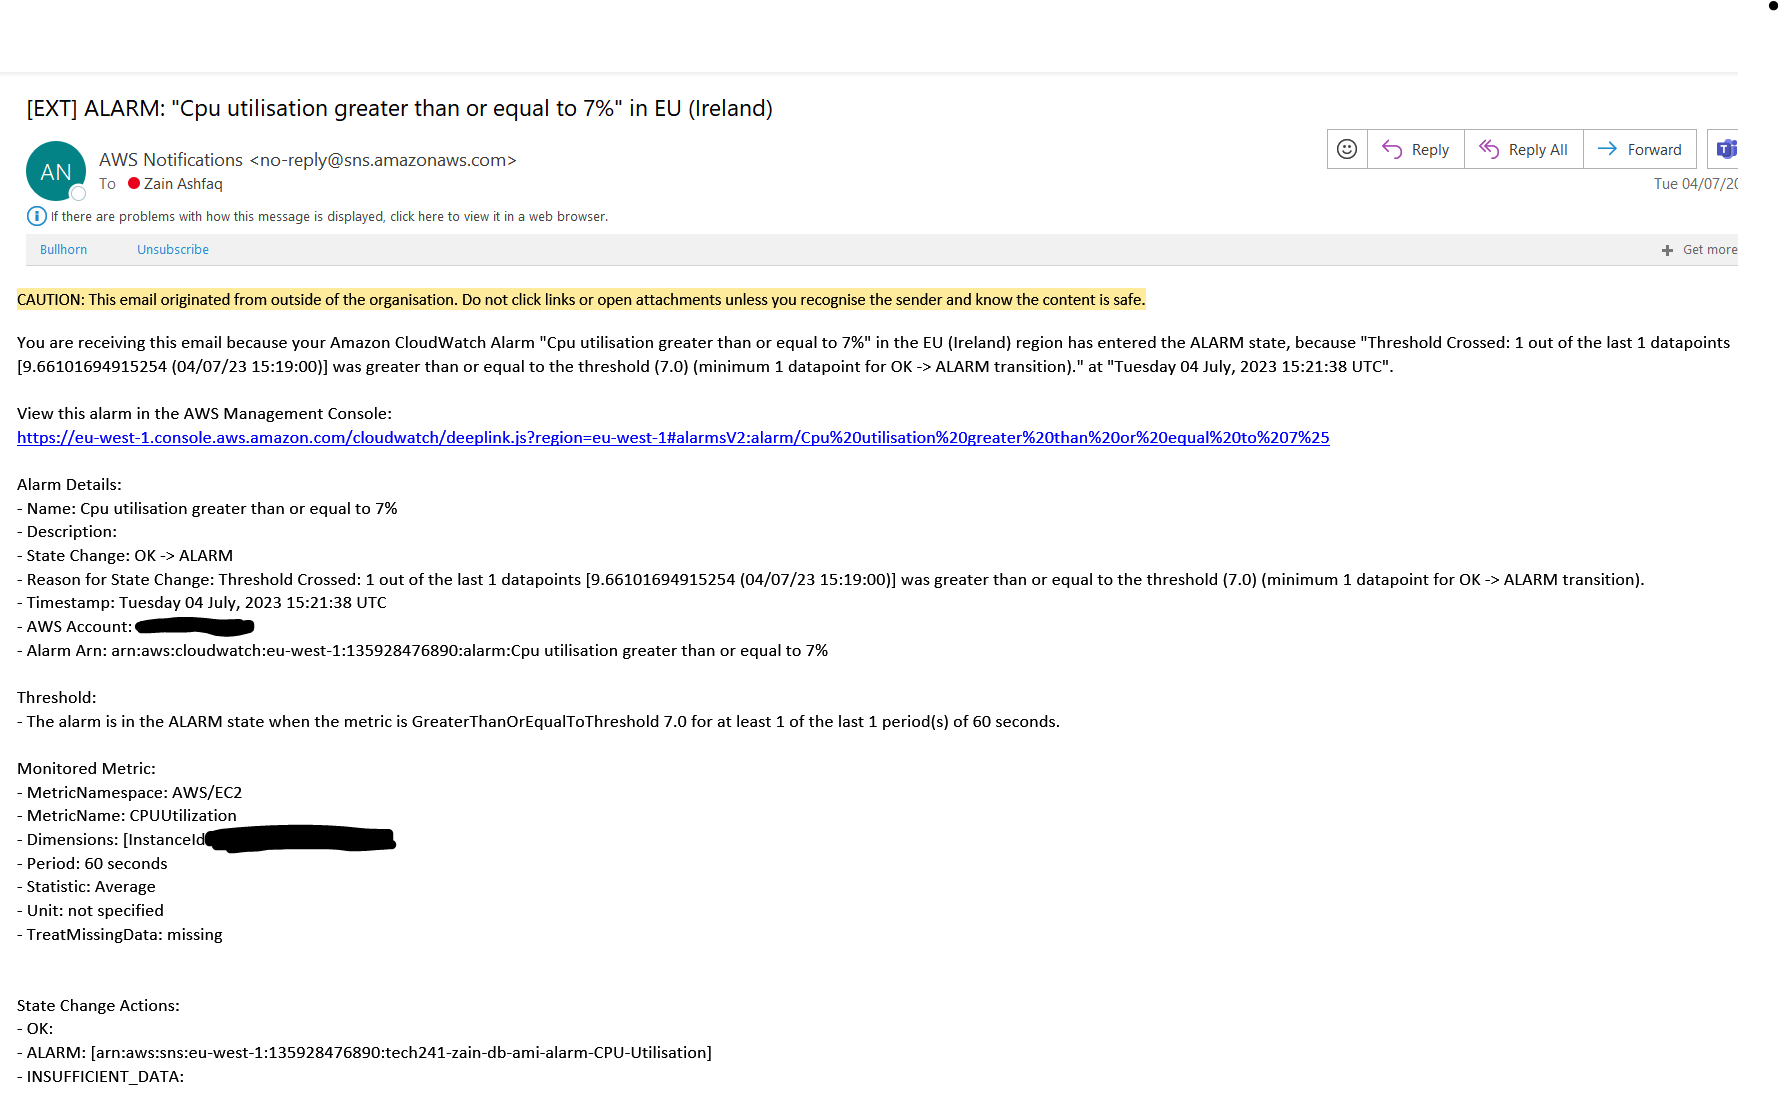 [EXT] ALARM: "Cpu utilisation greater than or equal to 7%" in EU (Ireland)
AN
AWS Notifications <no-reply@sns.amazonaws.com>
To Zain Ashfaq
Reply
Reply All
Forward
Tue 04/07/20
If there are problems with how this message is displayed, click here to view it in a web browser.
Bullhorn Unsubscribe + Get more
CAUTION: This email originated from outside of the organisation. Do not click links or open attachments unless you recognise the sender and know the content is safe.
You are receiving this email because your Amazon CloudWatch Alarm "Cpu utilisation greater than or equal to 7%" in the EU (Ireland) region has entered the ALARM state, because "Threshold Crossed: 1 out of the last 1 datapoints
[9.66101694915254 (04/07/23 15:19:00)] was greater than or equal to the threshold (7.0) (minimum 1 datapoint for OK -> ALARM transition)." at "Tuesday 04 July, 2023 15:21:38 UTC".
View this alarm in the AWS Management Console:
https://eu-west-1.console.aws.amazon.com/cloudwatch/deeplink.js?region=eu-west-1#alarmsV2:alarm/Cpu%20utilisation%20greater%20than%20or%20equal%20to%207%25
Alarm Details:
- Name: Cpu utilisation greater than or equal to 7%
- Description:
- State Change: OK -> ALARM
- Reason for State Change: Threshold Crossed: 1 out of the last 1 datapoints [9.66101694915254 (04/07/23 15:19:00)] was greater than or equal to the threshold (7.0) (minimum 1 datapoint for OK -> ALARM transition).
- Timestamp: Tuesday 04 July, 2023 15:21:38 UTC
- AWS Account:
- Alarm Arn: arn:aws:cloudwatch:eu-west-1:135928476890:alarm:Cpu utilisation greater than or equal to 7%
Threshold:
- The alarm is in the ALARM state when the metric is GreaterThanOrEqualToThreshold 7.0 for at least 1 of the last 1 period(s) of 60 seconds.
Monitored Metric:
- MetricNamespace: AWS/EC2
- MetricName: CPUUtilization
- Dimensions: [InstanceId
- Period: 60 seconds
- Statistic: Average
- Unit: not specified
- TreatMissingData: missing
State Change Actions:
- OK:
- ALARM: [arn:aws:sns:eu-west-1:135928476890:tech241-zain-db-ami-alarm-CPU-Utilisation]
- INSUFFICIENT_DATA: